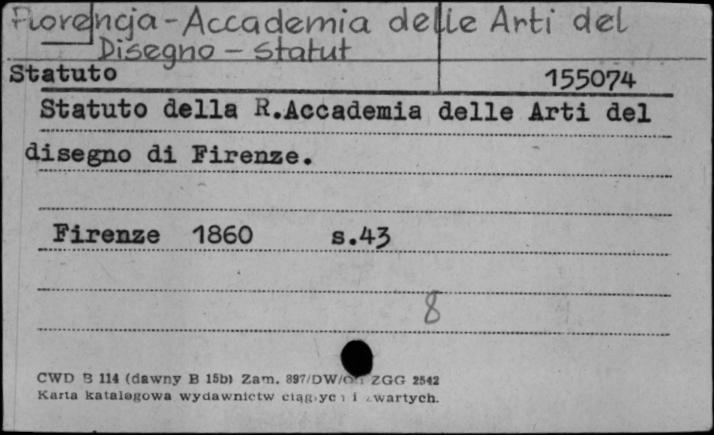 Florencja - Accademia delle Arti del
Disegno - statut
Statuto 155074
Statuto della R.Accademia delle Arti del
disegno di Firenze.
Firenze 1860 s.43
8
CWD B 114 (dawny B 15b) Zam. 897/DW/ ZGG 2542
Karta katalogowa wydawnictw i